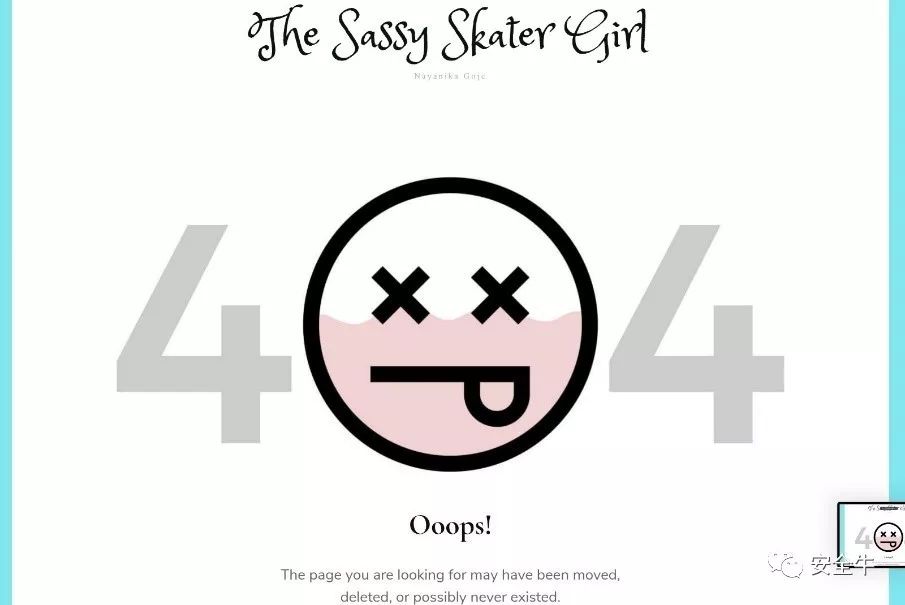 The Sassy Skater Girl
Nayanika Guje
4 4
Ooops!
The page you are looking for may have been moved,
deleted, or possibly never existed.
安全牛